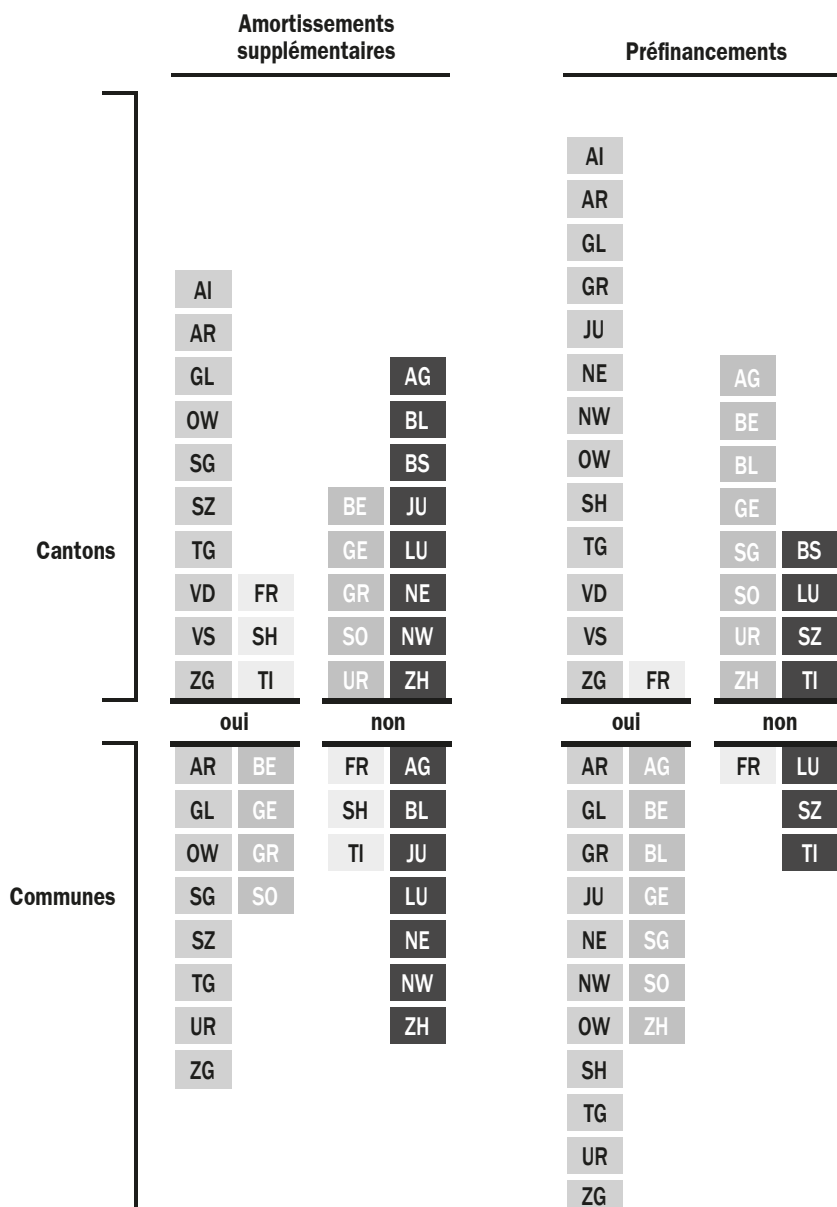 Amortissements
supplémentaires
Préfinancements
AI
AR
GL
GR
AI
JU
AR
NE
GL
AG
AG
NW
OW
BL
BE
OW
SG
BS
BL
SH
SZ
BE
JU
GE
Cantons
TG
GE
LU
TG
SG
BS
VD
FR
GR
NE
VD
SO
LU
VS
SH
SO
NW
VS
UR
SZ
ZG
TI
UR
ZH
ZG
FR
ZH
TI
oui
non
oui
non
AR
BE
FR
AG
AR
AG
FR
LU
GL
GE
SH
BL
GL
BE
SZ
OW
GR
TI
JU
GR
BL
TI
Communes
SG
SO
LU
JU
GE
SZ
NE
NE
SG
TG
NW
NW
SO
UR
ZH
OW
ZH
ZG
SH
TG
UR
ZG